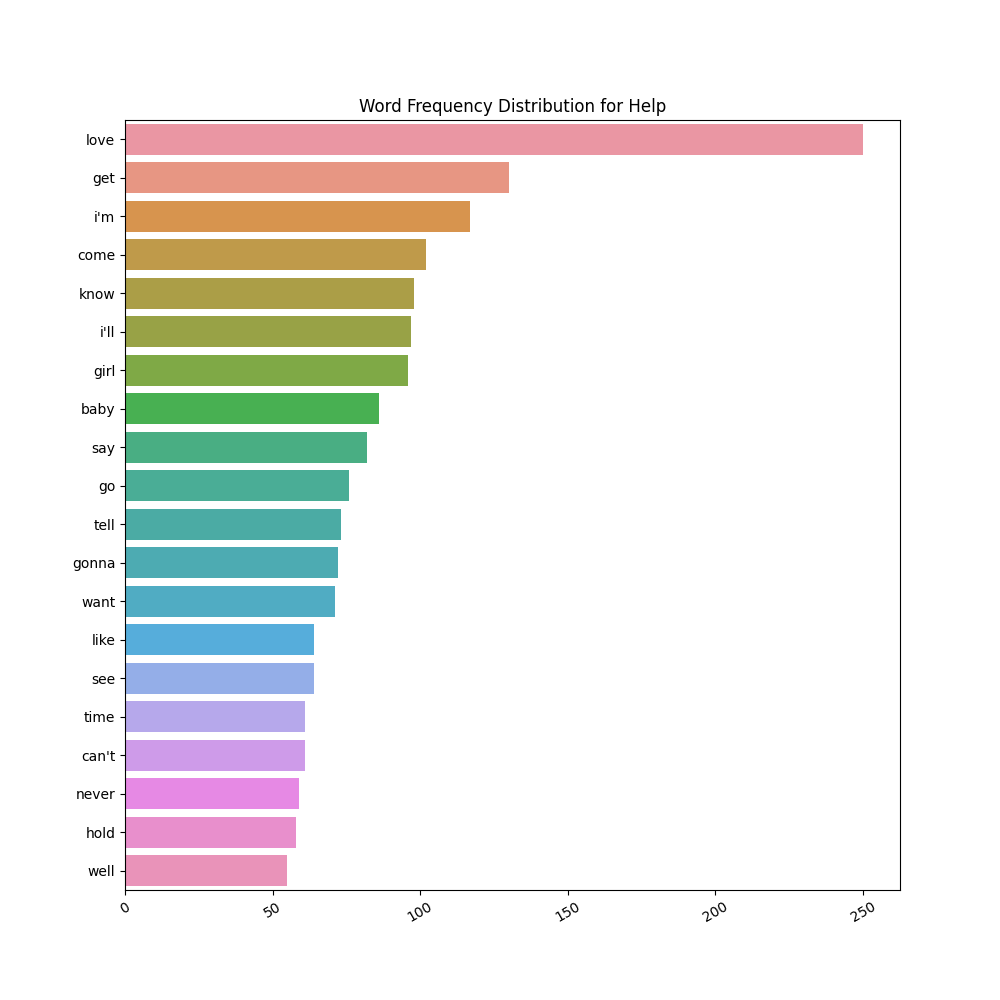 Word Frequency Distribution for Help
love
get
i'm
come
know
i'll
girl
baby
say
go
tell
gonna
want
like
see
time
can't
never
hold
well
0 50 100 150 200 250